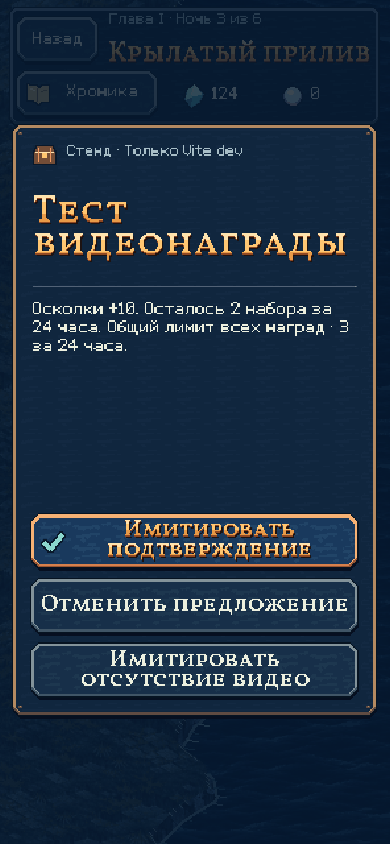 Глава I · Ночь 3 из 6
Назад
Крылатый прилив
Хроника
124
0
Стенд · Только Vite dev
Тест
видеонаграды
Осколки +10. Осталось 2 набора за
24 часа. Общий лимит всех наград · 3
за 24 часа.
Имитировать
подтверждение
Отменить предложение
Имитировать
отсутствие видео